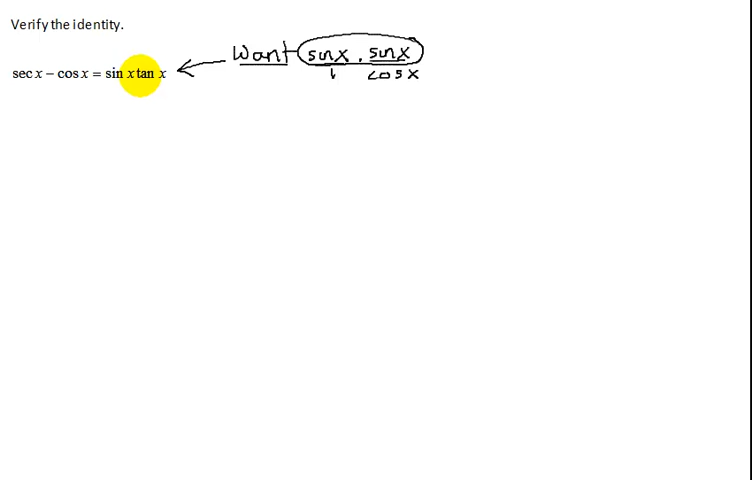 Verify the identity.
Want sinx . sinx
1 cosx
sec x − cos x = sin x tan x